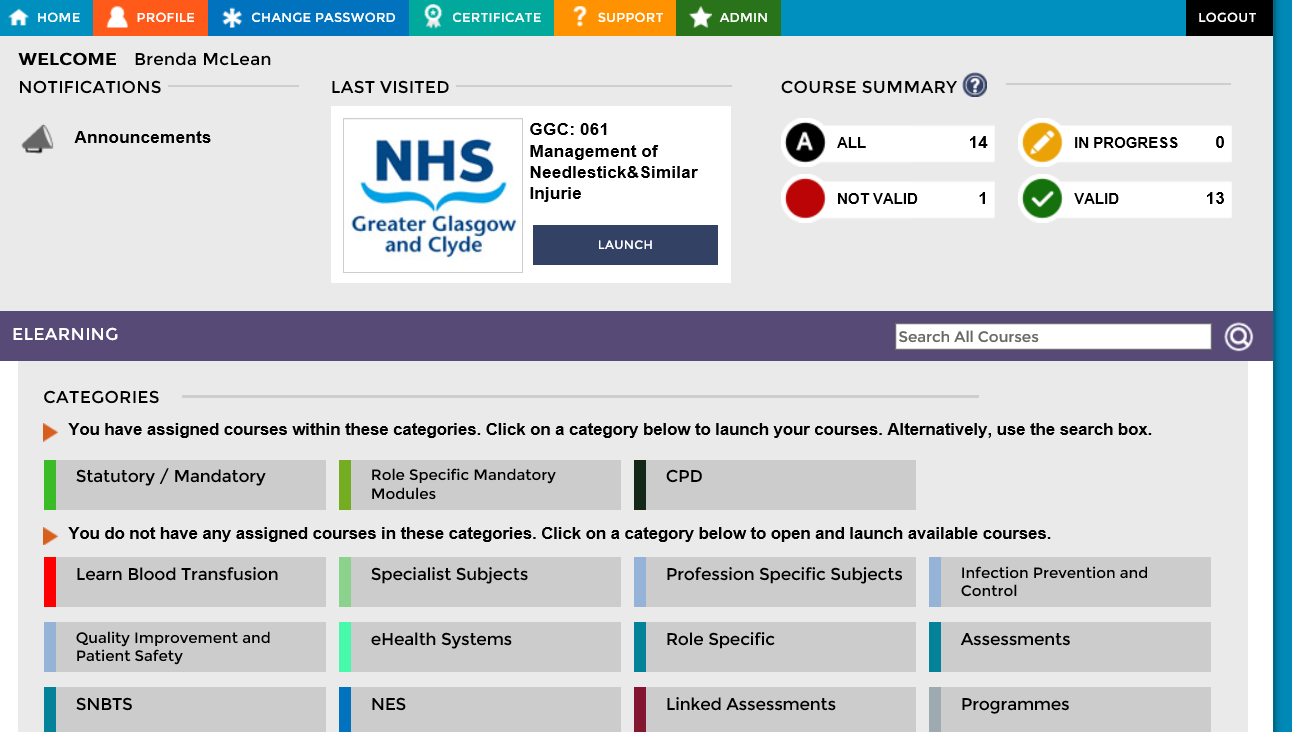 HOME PROFILE CHANGE PASSWORD CERTIFICATE ? SUPPORT ADMIN LOGOUT
WELCOME Brenda McLean
NOTIFICATIONS
Announcements
LAST VISITED
NHS
Greater Glasgow
and Clyde
GGC: 061
Management of
Needlestick&Similar
Injurie
LAUNCH
COURSE SUMMARY ?
A ALL 14
IN PROGRESS 0
NOT VALID 1
VALID 13
ELEARNING
Search All Courses
CATEGORIES
You have assigned courses within these categories. Click on a category below to launch your courses. Alternatively, use the search box.
Statutory / Mandatory
Role Specific Mandatory
Modules
CPD
You do not have any assigned courses in these categories. Click on a category below to open and launch available courses.
Learn Blood Transfusion
Specialist Subjects
Profession Specific Subjects
Infection Prevention and
Control
Quality Improvement and
Patient Safety
eHealth Systems
Role Specific
Assessments
SNBTS
NES
Linked Assessments
Programmes